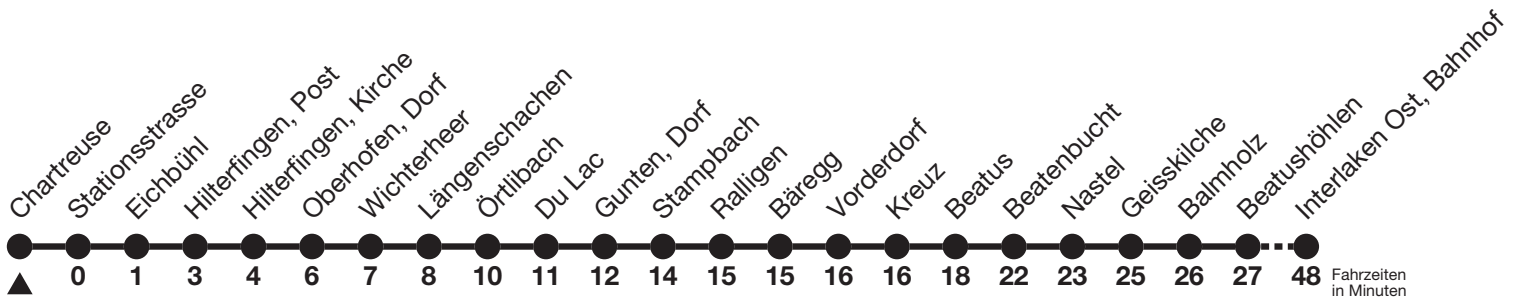 Chartreuse
Stationsstrasse
Eichbühl
Hilterfingen, Post
Hilterfingen, Kirche
Oberhofen, Dorf
Wichterheer
Längenschachen
Örtlibach
Du Lac
Gunten, Dorf
Stampbach
Ralligen
Bäregg
Vorderdorf
Kreuz
Beatus
Beatenbucht
Nastel
Geisskilche
Balmholz
Beatushöhlen
Interlaken Ost, Bahnhof
0 1 3 4 6 7 8 10 11 12 14 15 15 16 16 18 22 23 25 26 27 48 Fahrzeiten
in Minuten